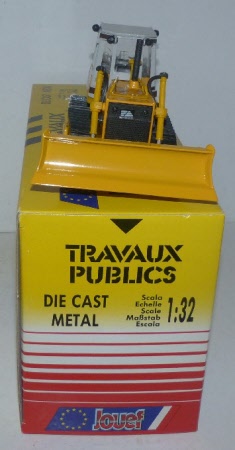 TRAVAUX
PUBLICS
DIE CAST
METAL
Scala
Echelle
Scale
Maßstab
Escala
1:32
Jouef